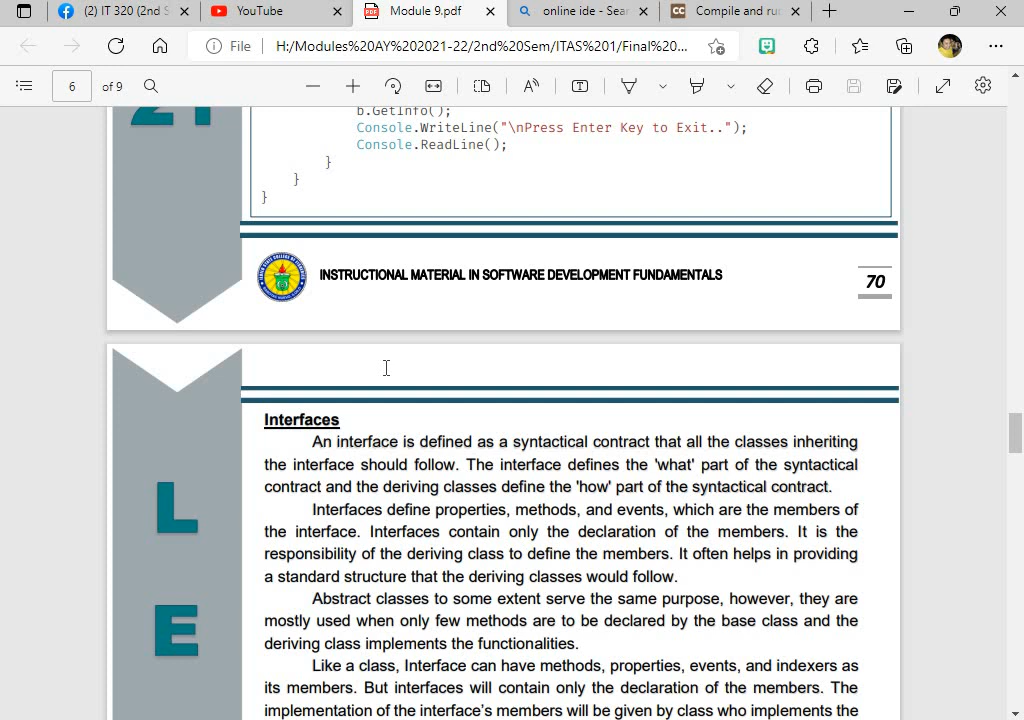 (2) IT 320 (2nd S
YouTube
Module 9.pdf
online ide - Sear
Compile and ru
File
H:/Modules%20AY%202021-22/2nd%20Sem/ITAS%201/Final%20...
6
of 9
21
b.GetInfo();
Console.WriteLine("\nPress Enter Key to Exit..");
Console.ReadLine();
}
}
}
INSTRUCTIONAL MATERIAL IN SOFTWARE DEVELOPMENT FUNDAMENTALS
70
Interfaces
An interface is defined as a syntactical contract that all the classes inheriting
the interface should follow. The interface defines the 'what' part of the syntactical
contract and the deriving classes define the 'how' part of the syntactical contract.
Interfaces define properties, methods, and events, which are the members of
the interface. Interfaces contain only the declaration of the members. It is the
responsibility of the deriving class to define the members. It often helps in providing
a standard structure that the deriving classes would follow.
Abstract classes to some extent serve the same purpose, however, they are
mostly used when only few methods are to be declared by the base class and the
deriving class implements the functionalities.
Like a class, Interface can have methods, properties, events, and indexers as
its members. But interfaces will contain only the declaration of the members. The
implementation of the interface's members will be given by class who implements the
L
E